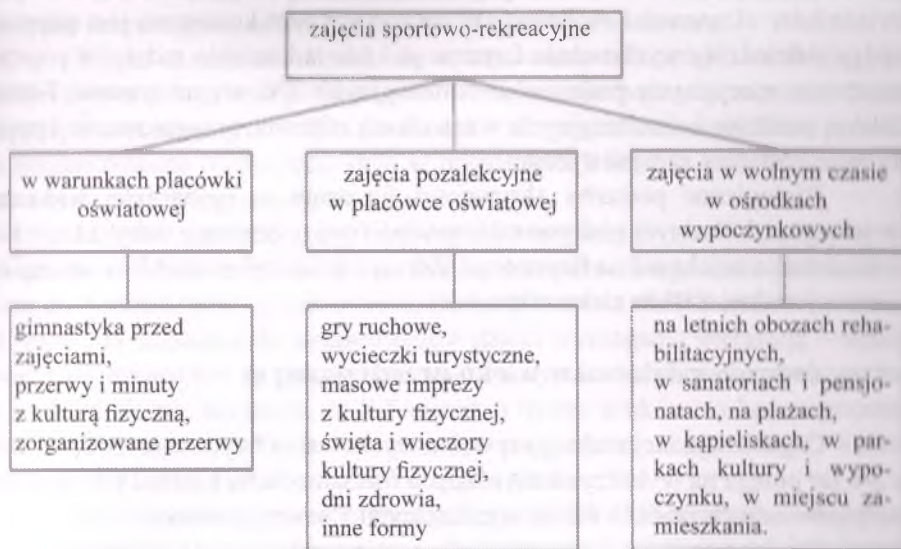 zajęcia sportowo-rekreacyjne
w warunkach placówki
oświatowej
zajęcia pozalekcyjne
w placówce oświatowej
zajęcia w wolnym czasie
w ośrodkach
wypoczynkowych
gimnastyka przed
zajęciami,
przerwy i minuty
z kulturą fizyczną,
zorganizowane przerwy
gry ruchowe,
wycieczki turystyczne,
masowe imprezy
z kultury fizycznej,
święta i wieczory
kultury fizycznej,
dni zdrowia,
inne formy
na letnich obozach reha-
bilitacyjnych,
w sanatoriach i pensjo-
natach, na plażach,
w kąpieliskach, w par-
kach kultury i wypo-
czynku, w miejscu za-
mieszkania.